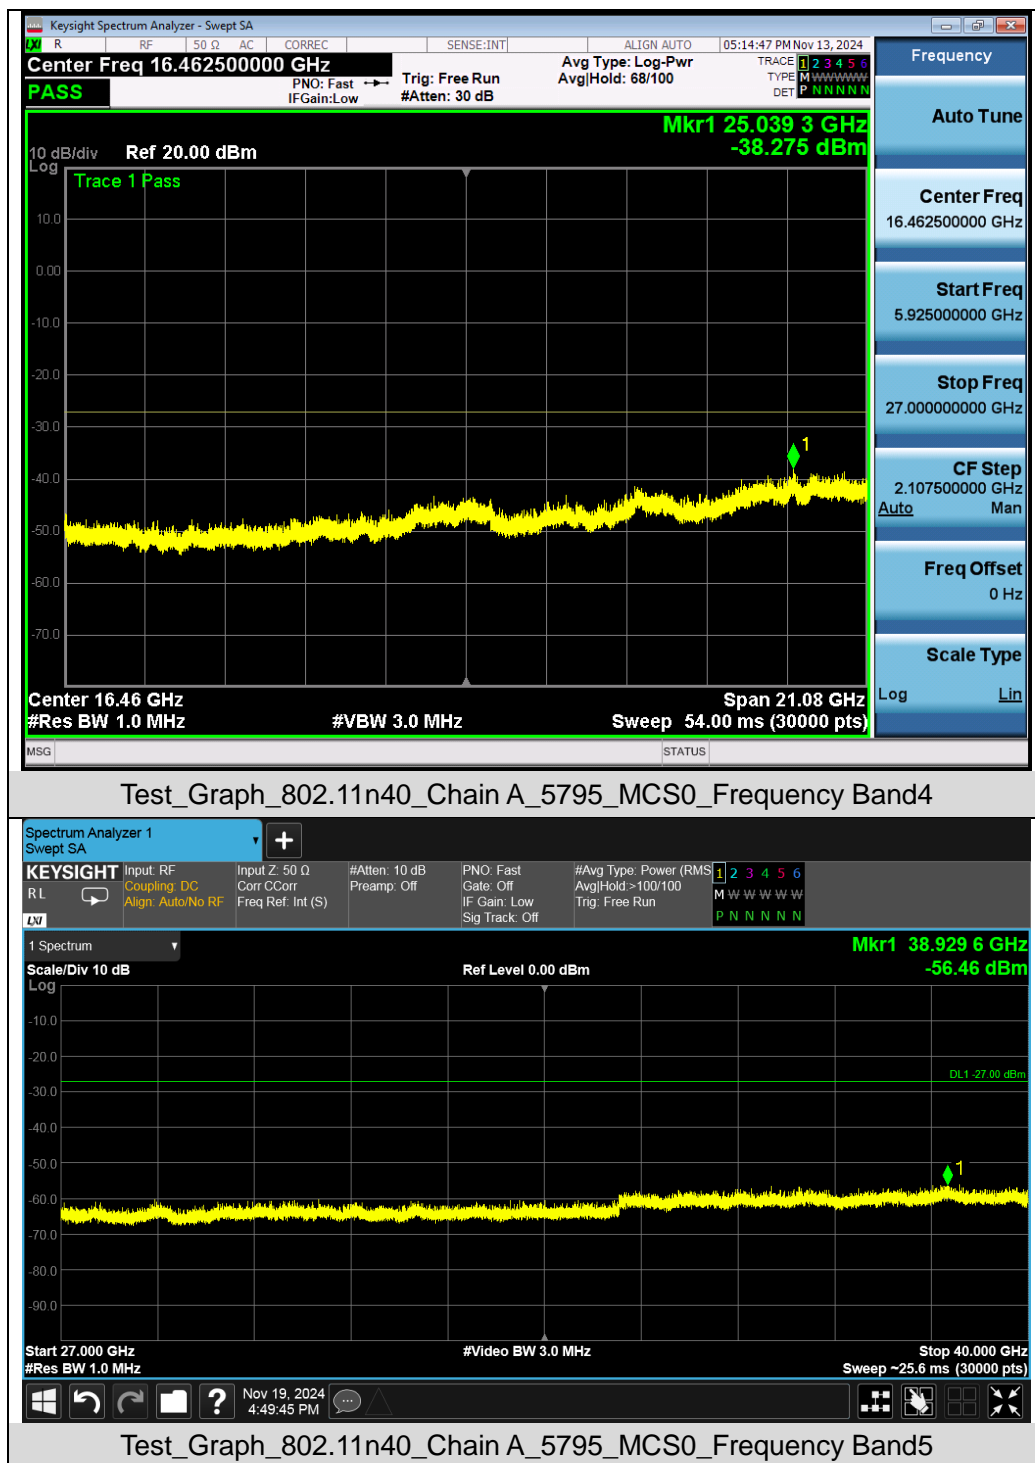 Keysight Spectrum Analyzer - Swept SA
LXI R RF 50 Ω AC CORREC SENSE:INT ALIGN AUTO 05:14:47 PM Nov 13, 2024
Center Freq 16.462500000 GHz
PASS
PNO: Fast
IFGain:Low
Trig: Free Run
#Atten: 30 dB
Avg Type: Log-Pwr
Avg|Hold: 68/100
TRACE 1 2 3 4 5 6
TYPE M W W W W W
DET P N N N N N
Mkr1 25.039 3 GHz
-38.275 dBm
10 dB/div Ref 20.00 dBm
Log
Trace 1 Pass
10.0
0.00
-10.0
-20.0
-30.0
-40.0
-50.0
-60.0
-70.0
1
Center 16.46 GHz Span 21.08 GHz
#Res BW 1.0 MHz #VBW 3.0 MHz Sweep 54.00 ms (30000 pts)
MSG STATUS
Frequency
Auto Tune
Center Freq
16.462500000 GHz
Start Freq
5.925000000 GHz
Stop Freq
27.000000000 GHz
CF Step
2.107500000 GHz
Auto Man
Freq Offset
0 Hz
Scale Type
Log Lin
Test_Graph_802.11n40_Chain A_5795_MCS0_Frequency Band4
Spectrum Analyzer 1
Swept SA
+
KEYSIGHT
RL
LXI
Input: RF
Coupling: DC
Align: Auto/No RF
Input Z: 50 Ω
Corr CCorr
Freq Ref: Int (S)
#Atten: 10 dB
Preamp: Off
PNO: Fast
Gate: Off
IF Gain: Low
Sig Track: Off
#Avg Type: Power (RMS
Avg|Hold:>100/100
Trig: Free Run
1 2 3 4 5 6
M W W W W W
P N N N N N
1 Spectrum
Mkr1 38.929 6 GHz
-56.46 dBm
Scale/Div 10 dB Ref Level 0.00 dBm
Log
-10.0
-20.0
-30.0
-40.0
-50.0
-60.0
-70.0
-80.0
-90.0
DL1 -27.00 dBm
1
Start 27.000 GHz #Video BW 3.0 MHz Stop 40.000 GHz
#Res BW 1.0 MHz Sweep ~25.6 ms (30000 pts)
?
Nov 19, 2024
4:49:45 PM
Test_Graph_802.11n40_Chain A_5795_MCS0_Frequency Band5